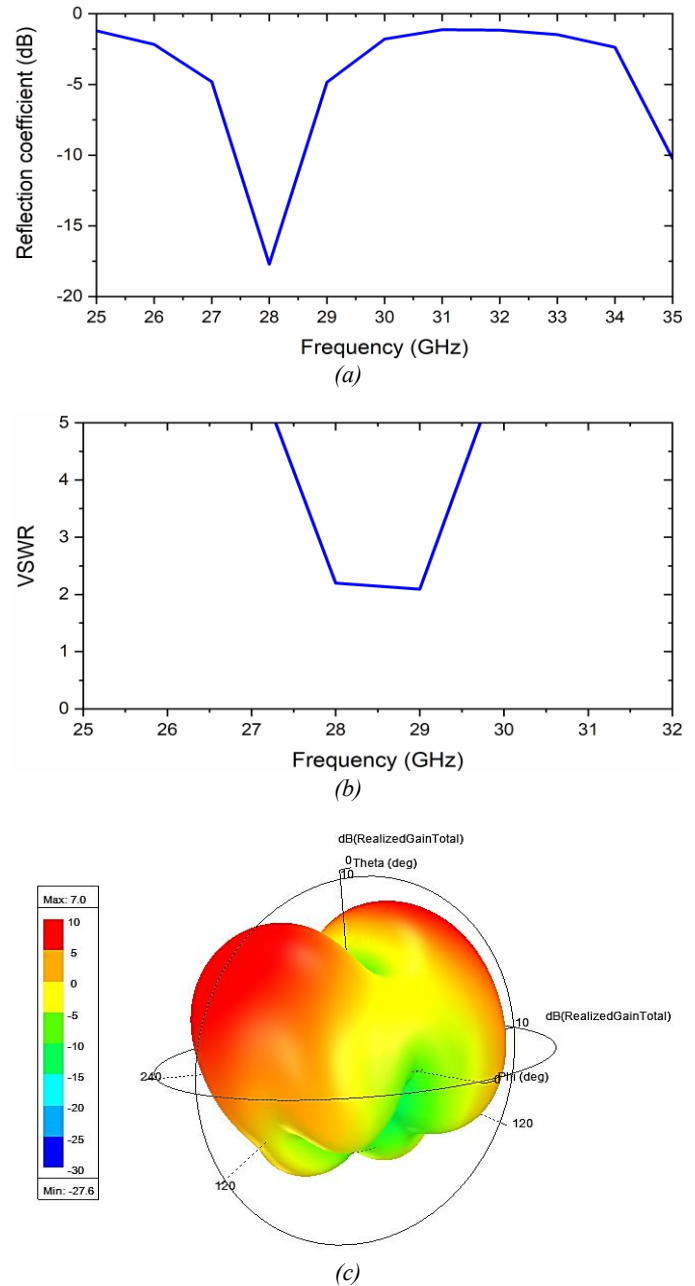 0
-5
-10
-15
-20
Reflection coefficient (dB)
25 26 27 28 29 30 31 32 33 34 35
Frequency (GHz)
(a)
5
4
3
2
1
0
VSWR
25 26 27 28 29 30 31 32
Frequency (GHz)
(b)
dB(RealizedGainTotal)
0
Theta (deg)
10
Max: 7.0
10
5
0
-5
-10
-15
-20
-25
-30
Min: -27.6
dB(RealizedGainTotal)
10
0
Phi (deg)
240
120
120
(c)